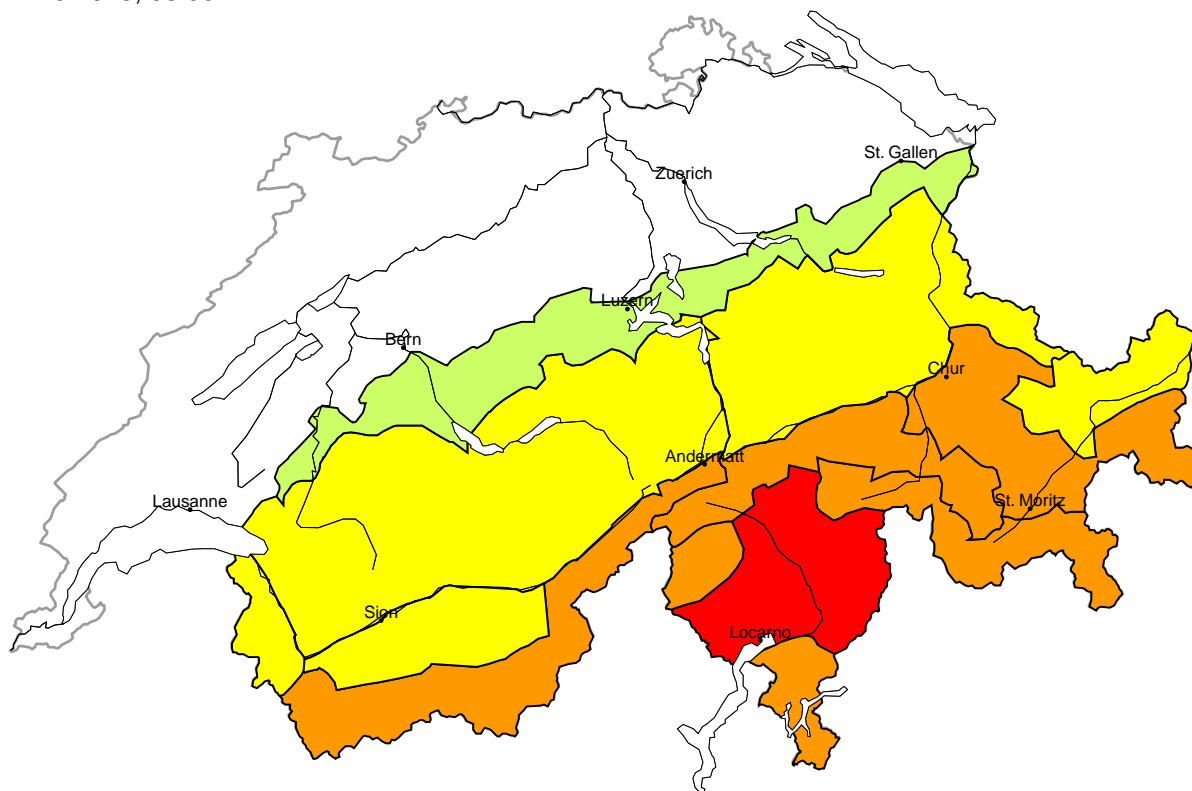 St. Gallen
Zuerich
Luzern
Bern
Chur
Andermatt
Lausanne
St. Moritz
Sion
Locarno